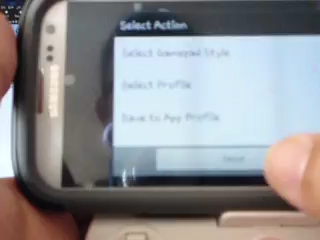 Select Action
Select Gamepad Style
Select Profile
Save to App Profile